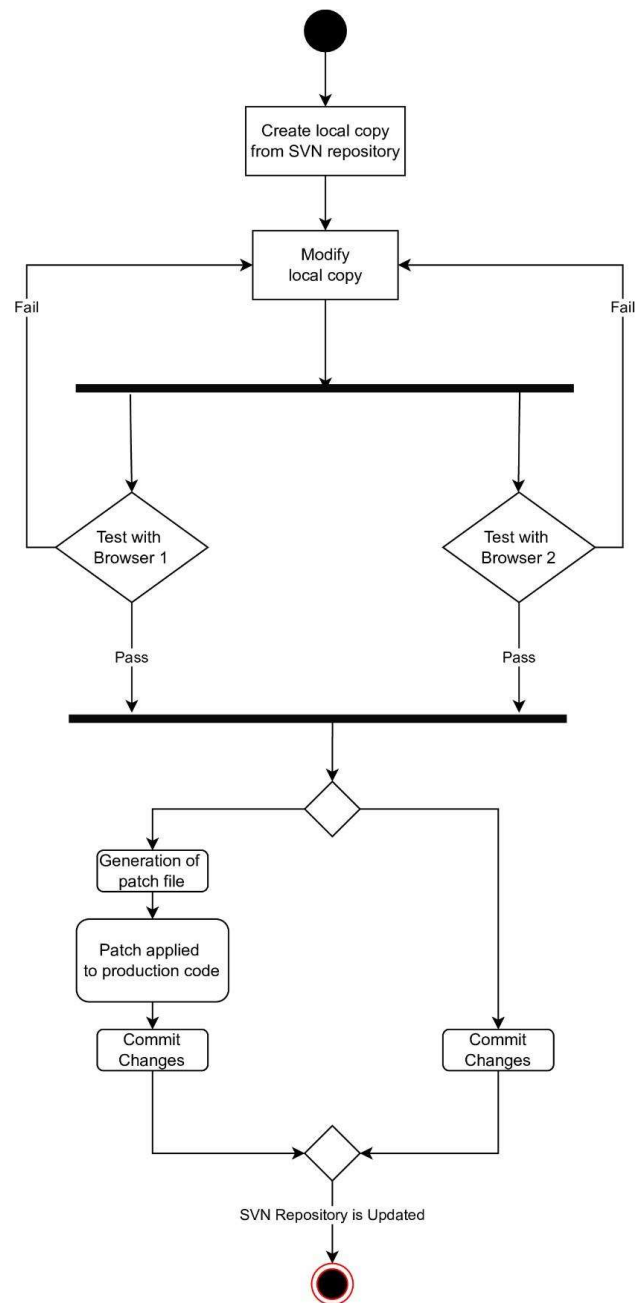 Create local copy
from SVN repository
Modify
local copy
Fail
Fail
Test with
Browser 1
Test with
Browser 2
Pass
Pass
Generation of
patch file
Patch applied
to production code
Commit
Changes
Commit
Changes
SVN Repository is Updated